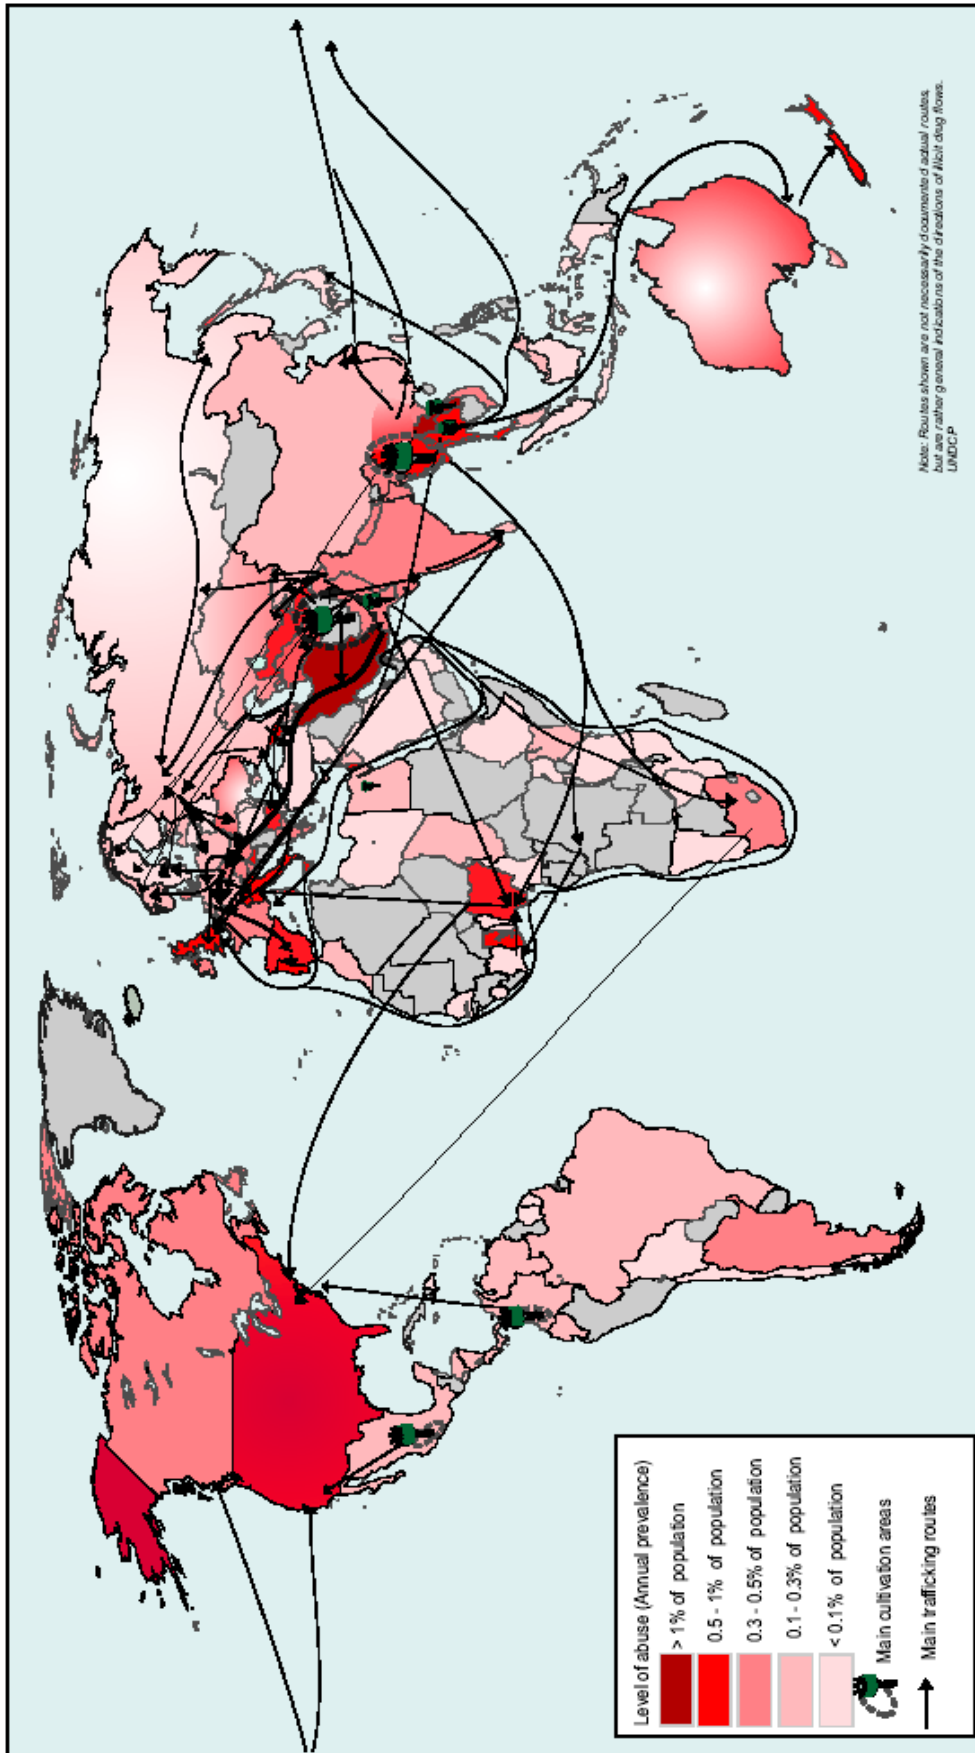 Level of abuse (Annual prevalence)
> 1% of population
0.5 - 1% of population
0.3 - 0.5% of population
0.1 - 0.3% of population
< 0.1% of population
Main cultivation areas
Main trafficking routes
Note: Routes shown are not necessarily documented actual routes,
but are rather general indications of the directions of illicit drug flows.
UNDCP